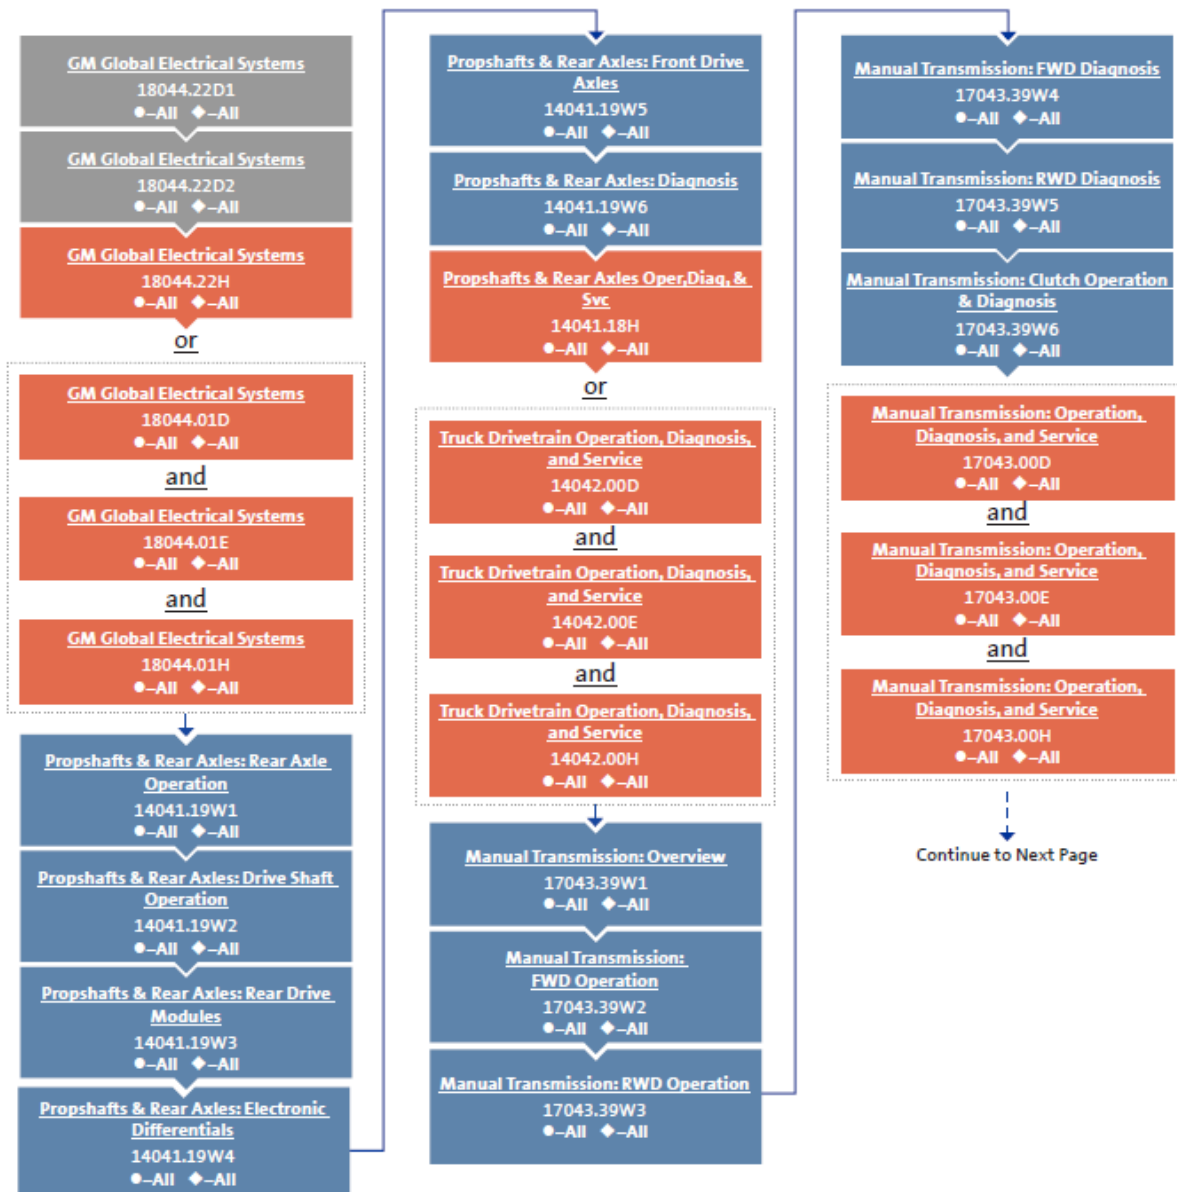 GM Global Electrical Systems
18044.22D1
●–All ◆–All
GM Global Electrical Systems
18044.22D2
●–All ◆–All
GM Global Electrical Systems
18044.22H
●–All ◆–All
or
GM Global Electrical Systems
18044.01D
●–All ◆–All
and
GM Global Electrical Systems
18044.01E
●–All ◆–All
and
GM Global Electrical Systems
18044.01H
●–All ◆–All
Propshafts & Rear Axles: Rear Axle
Operation
14041.19W1
●–All ◆–All
Propshafts & Rear Axles: Drive Shaft
Operation
14041.19W2
●–All ◆–All
Propshafts & Rear Axles: Rear Drive
Modules
14041.19W3
●–All ◆–All
Propshafts & Rear Axles: Electronic
Differentials
14041.19W4
●–All ◆–All
Propshafts & Rear Axles: Front Drive
Axles
14041.19W5
●–All ◆–All
Propshafts & Rear Axles: Diagnosis
14041.19W6
●–All ◆–All
Propshafts & Rear Axles Oper,Diag, &
Svc
14041.18H
●–All ◆–All
or
Truck Drivetrain Operation, Diagnosis,
and Service
14042.00D
●–All ◆–All
and
Truck Drivetrain Operation, Diagnosis,
and Service
14042.00E
●–All ◆–All
and
Truck Drivetrain Operation, Diagnosis,
and Service
14042.00H
●–All ◆–All
Manual Transmission: Overview
17043.39W1
●–All ◆–All
Manual Transmission:
FWD Operation
17043.39W2
●–All ◆–All
Manual Transmission: RWD Operation
17043.39W3
●–All ◆–All
Manual Transmission: FWD Diagnosis
17043.39W4
●–All ◆–All
Manual Transmission: RWD Diagnosis
17043.39W5
●–All ◆–All
Manual Transmission: Clutch Operation
& Diagnosis
17043.39W6
●–All ◆–All
Manual Transmission: Operation,
Diagnosis, and Service
17043.00D
●–All ◆–All
and
Manual Transmission: Operation,
Diagnosis, and Service
17043.00E
●–All ◆–All
and
Manual Transmission: Operation,
Diagnosis, and Service
17043.00H
●–All ◆–All
Continue to Next Page